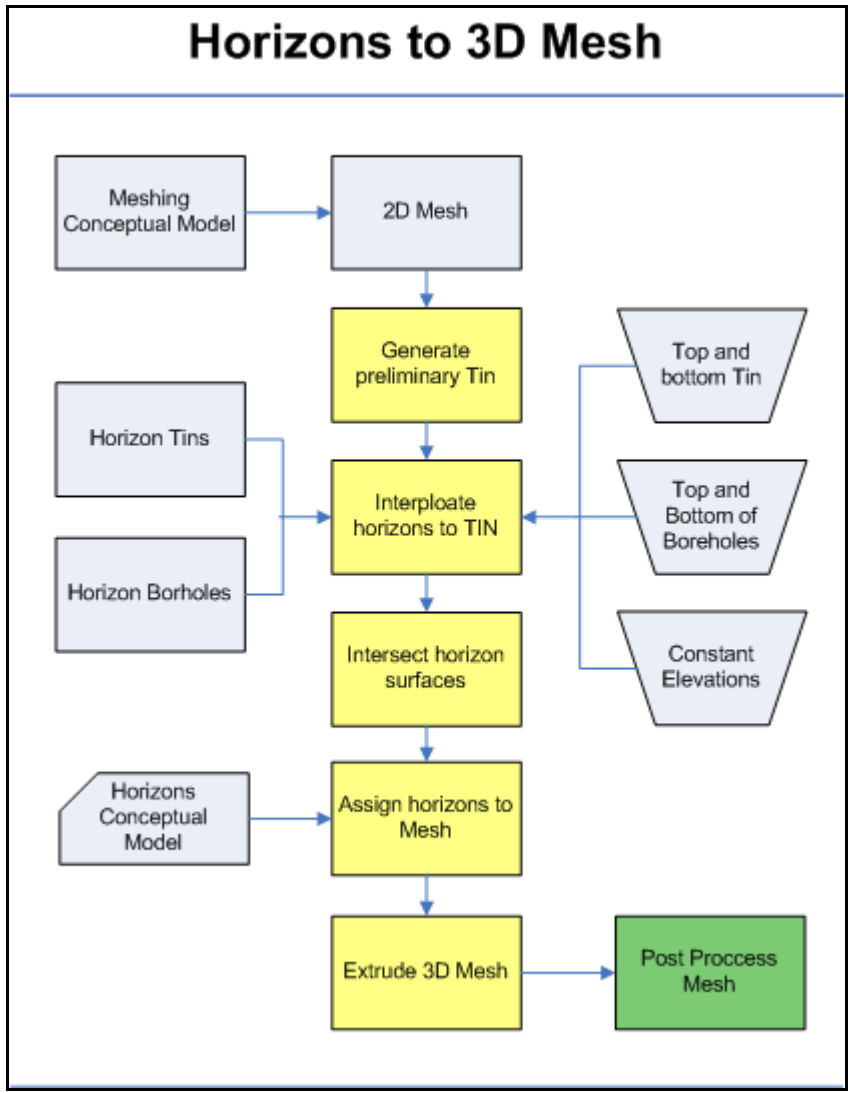 Horizons to 3D Mesh
Meshing
Conceptual Model
2D Mesh
Generate
preliminary Tin
Top and
bottom Tin
Horizon Tins
Interploate
horizons to TIN
Top and
Bottom of
Boreholes
Horizon Borholes
Intersect horizon
surfaces
Constant
Elevations
Horizons
Conceptual
Model
Assign horizons to
Mesh
Extrude 3D Mesh
Post Proccess
Mesh